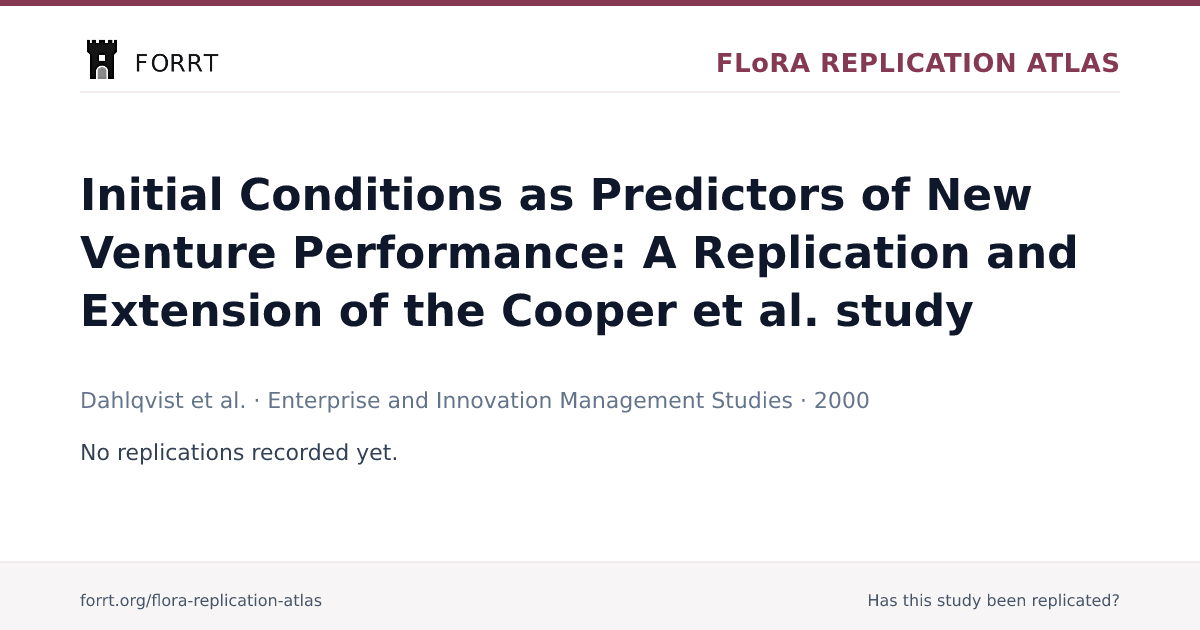 FORRT
FLoRA REPLICATION ATLAS
Initial Conditions as Predictors of New
Venture Performance: A Replication and
Extension of the Cooper et al. study
Dahlqvist et al. · Enterprise and Innovation Management Studies · 2000
No replications recorded yet.
forrt.org/flora-replication-atlas
Has this study been replicated?